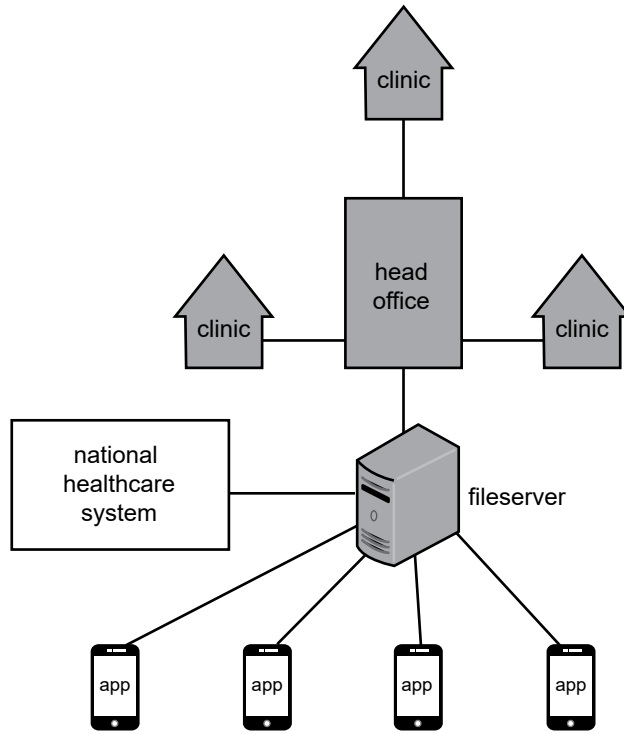 clinic
head
office
clinic
clinic
national
healthcare
system
fileserver
app
app
app
app